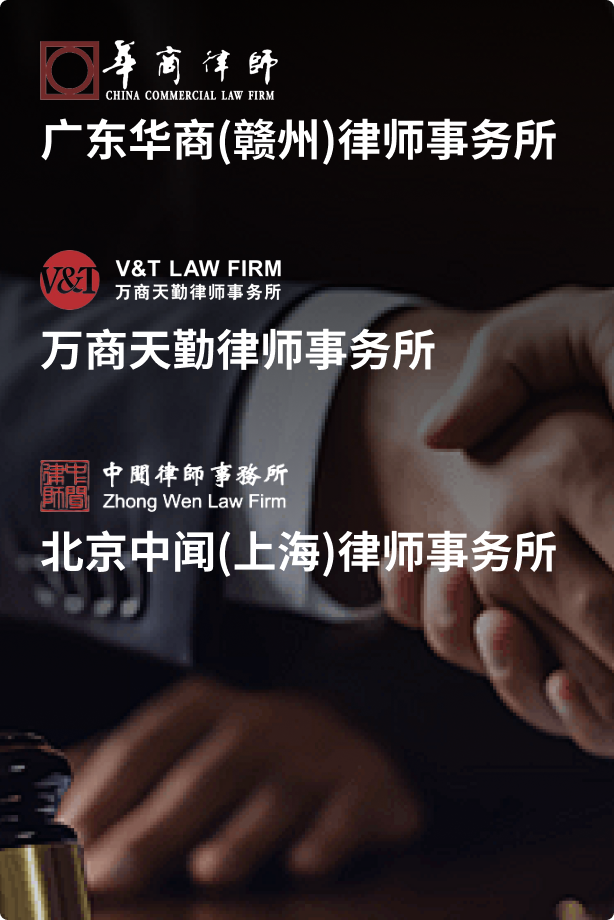 華商律師
CHINA COMMERCIAL LAW FIRM
广东华商(赣州)律师事务所
V&T
V&T LAW FIRM
万商天勤律师事务所
万商天勤律师事务所
中聞律師
中聞律師事務所
Zhong Wen Law Firm
北京中闻(上海)律师事务所